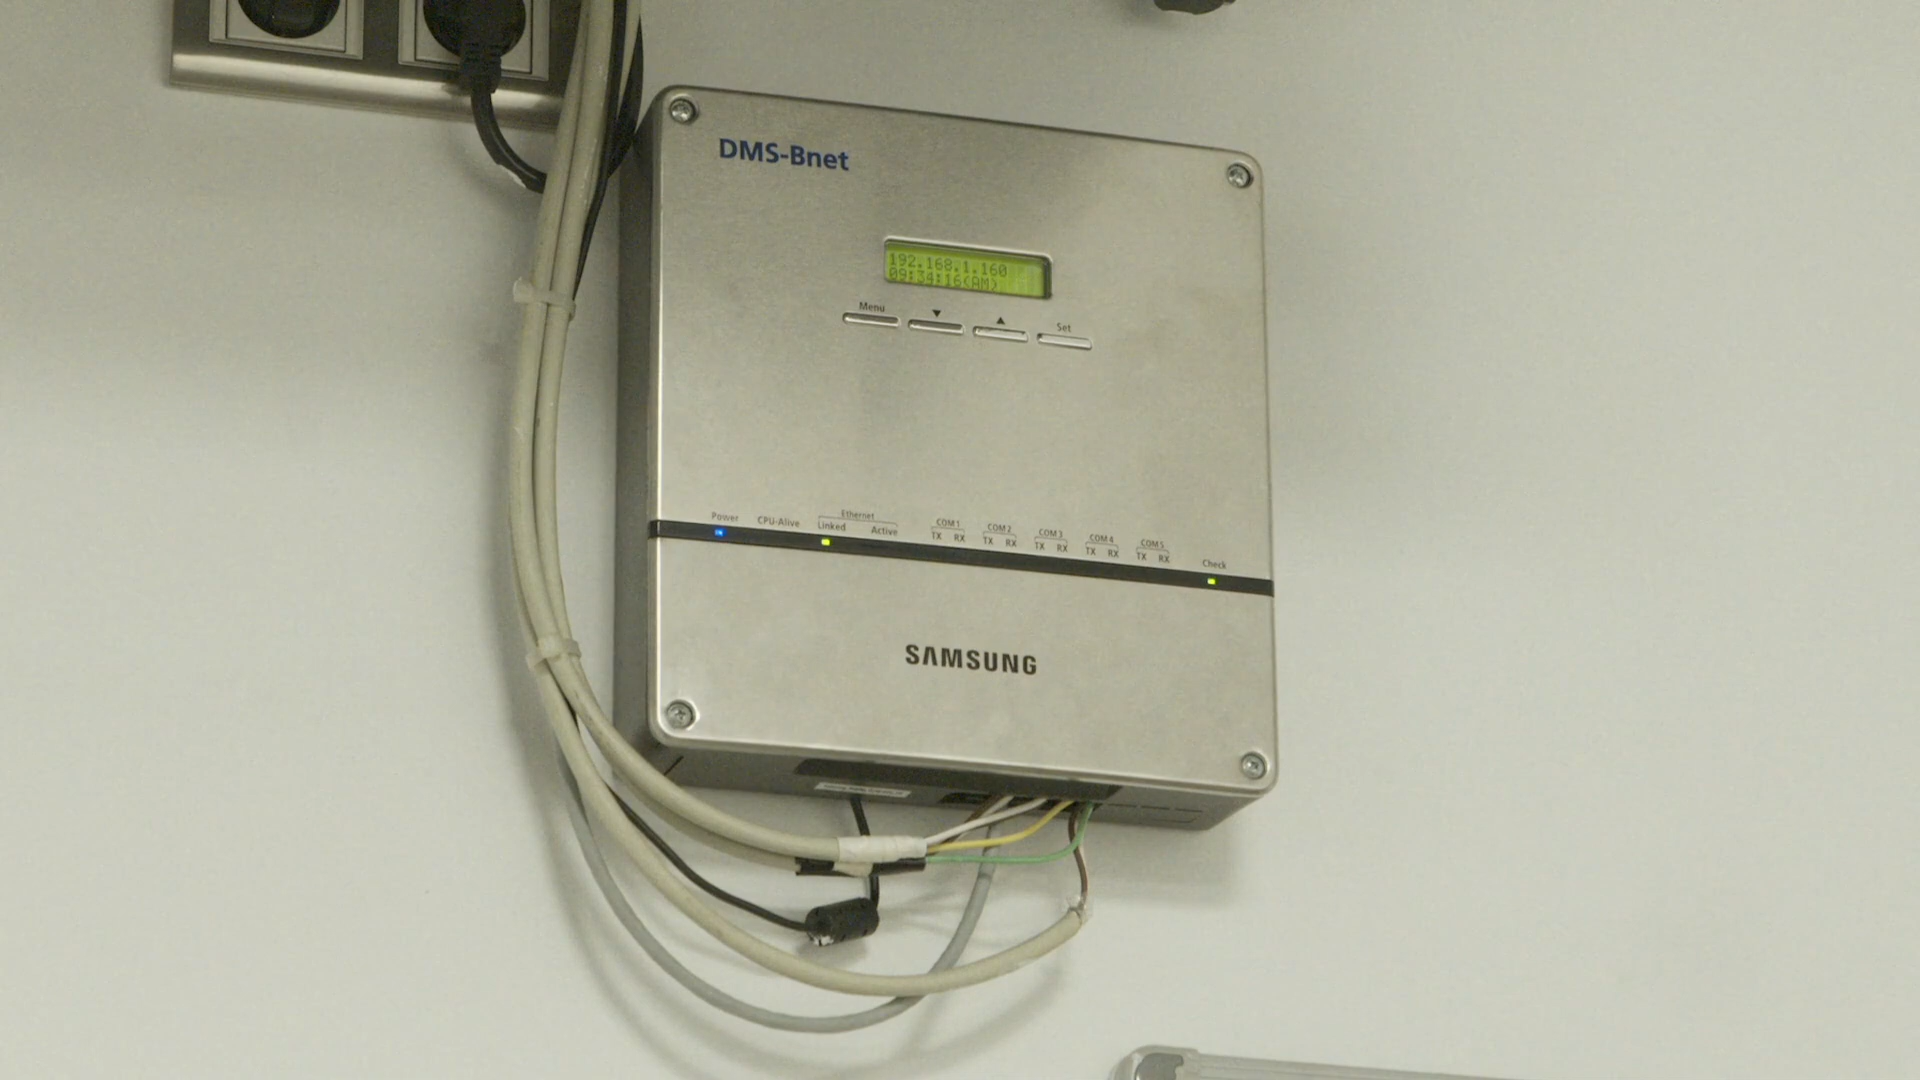 DMS-Bnet
192.168.1.160
09:34:16(AM)
Menu ▼ ▲ Set
Power CPU-Alive Ethernet Linked Active COM1 TX RX COM2 TX RX COM3 TX RX COM4 TX RX COM5 TX RX Check
SAMSUNG